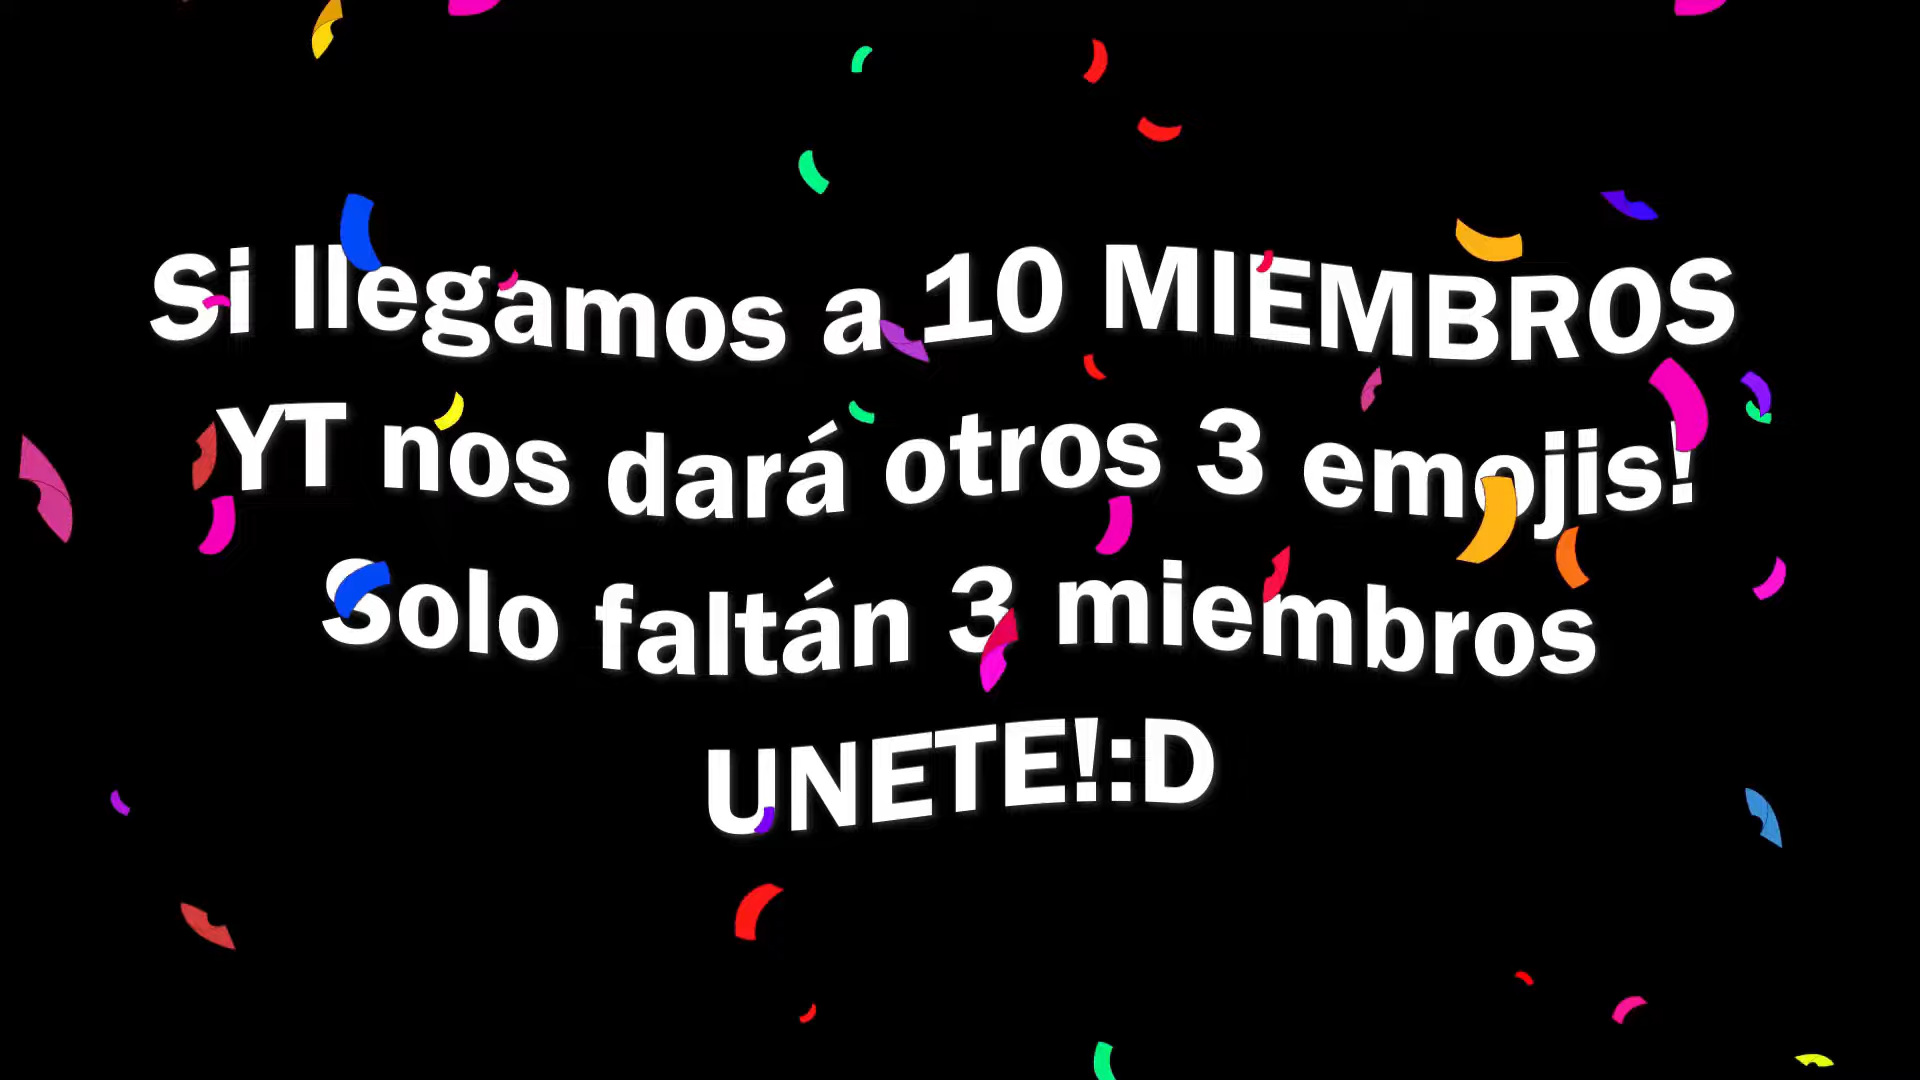 Si llegamos a 10 MIEMBROS
YT nos dará otros 3 emojis!
Solo faltán 3 miembros
UNETE!:D